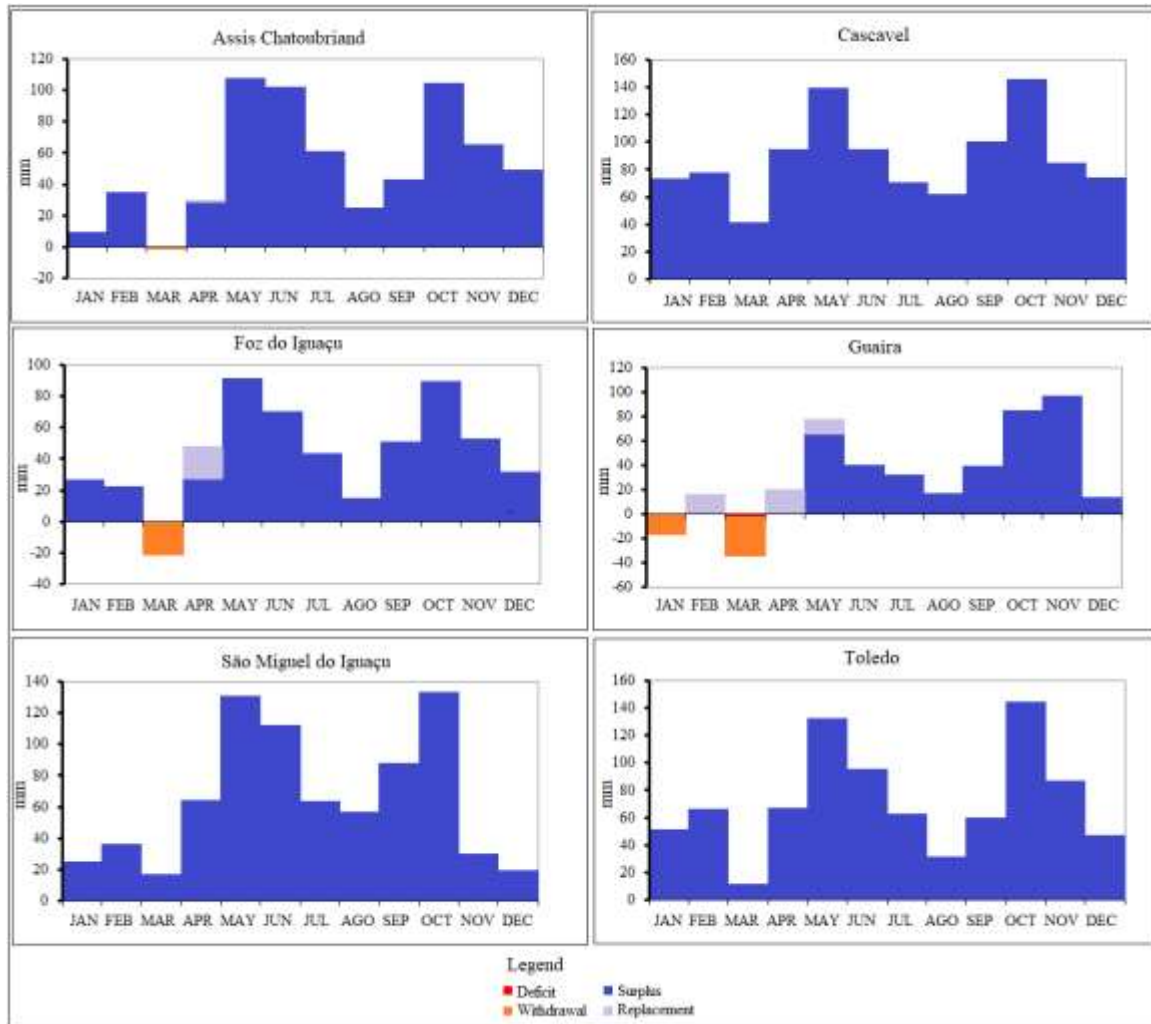 Assis Chatoubriand
120
100
80
60
40
20
0
-20
mm
JAN FEB MAR APR MAY JUN JUL AGO SEP OCT NOV DEC
Cascavel
160
140
120
100
80
60
40
20
0
mm
JAN FEB MAR APR MAY JUN JUL AGO SEP OCT NOV DEC
Foz do Iguaçu
100
80
60
40
20
0
-20
-40
mm
JAN FEB MAR APR MAY JUN JUL AGO SEP OCT NOV DEC
Guaira
120
100
80
60
40
20
0
-20
-40
-60
mm
JAN FEB MAR APR MAY JUN JUL AGO SEP OCT NOV DEC
São Miguel do Iguaçu
140
120
100
80
60
40
20
0
mm
JAN FEB MAR APR MAY JUN JUL AGO SEP OCT NOV DEC
Toledo
160
140
120
100
80
60
40
20
0
mm
JAN FEB MAR APR MAY JUN JUL AGO SEP OCT NOV DEC
Legend
Deficit Surplus
Withdrawal Replacement